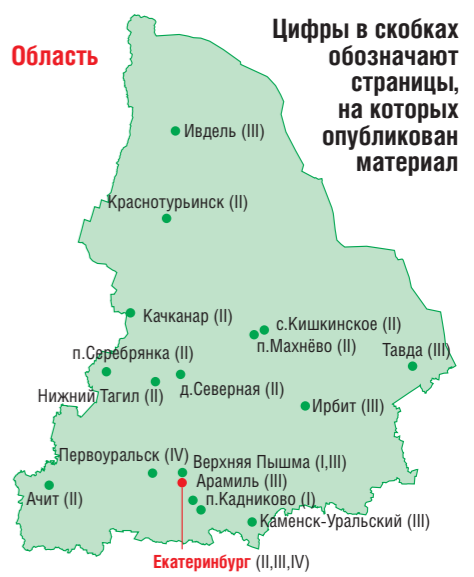 Цифры в скобках
обозначают
страницы,
на которых
опубликован
материал
Область
Ивдель (III)
Краснотурьинск (II)
Качканар (II)
с.Кишкинское (II)
п.Махнёво (II)
Тавда (III)
п.Серебрянка (II)
д.Северная (II)
Нижний Тагил (II)
Ирбит (III)
Первоуральск (IV)
Верхняя Пышма (I,III)
Арамиль (III)
Ачит (II)
п.Кадниково (I)
Каменск-Уральский (III)
Екатеринбург (II,III,IV)